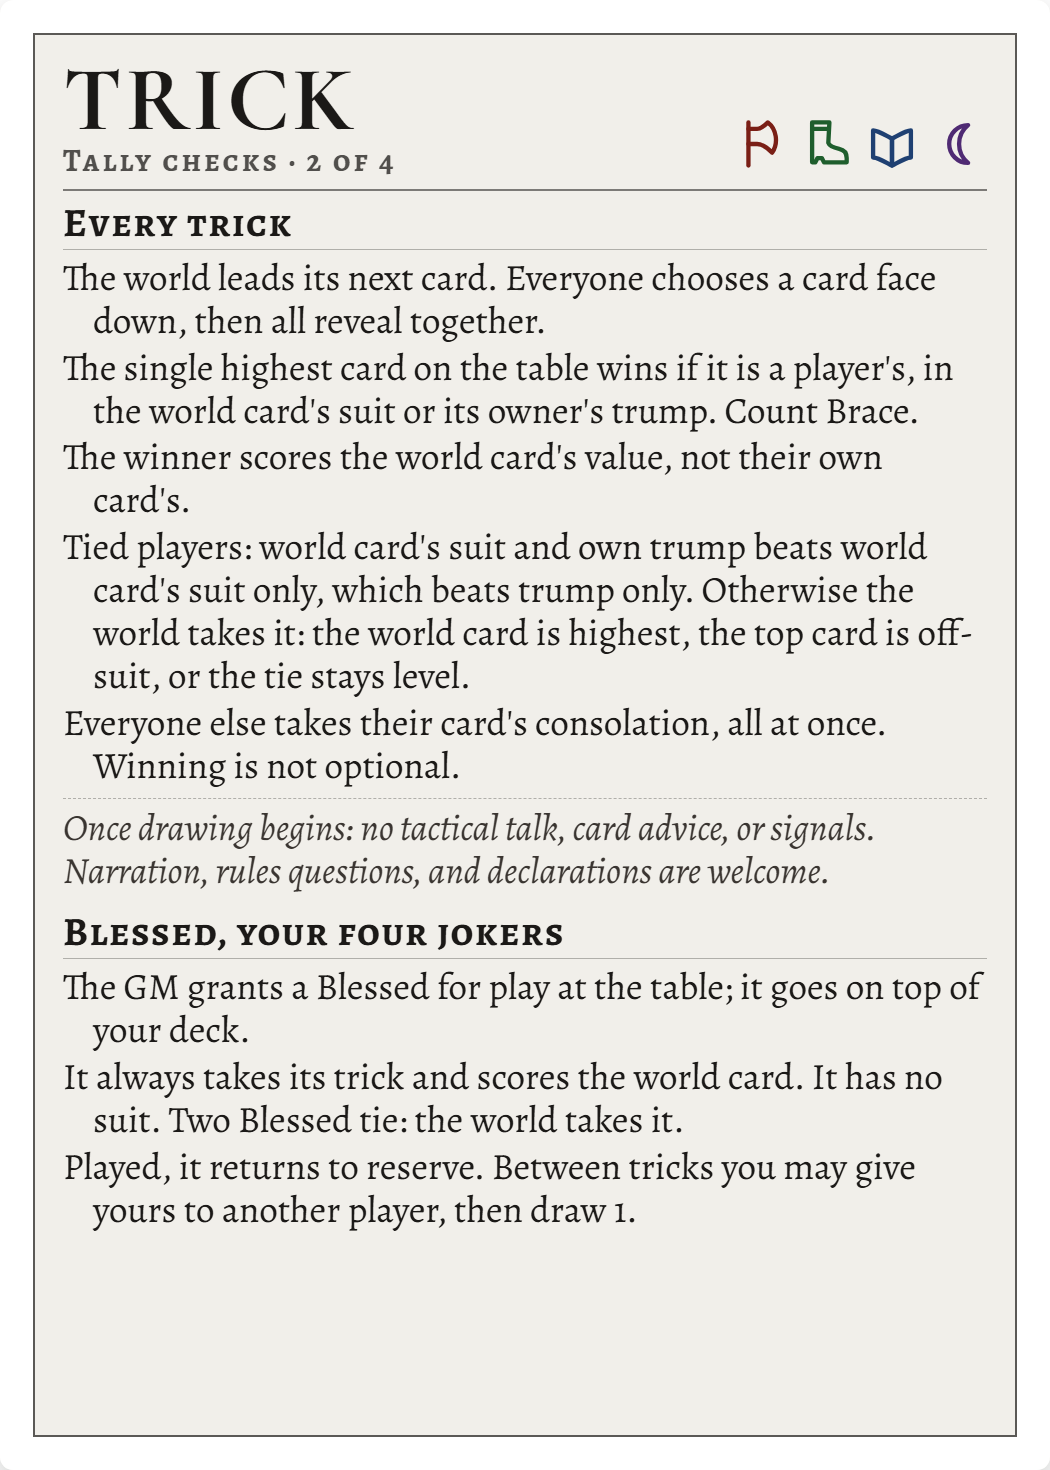 TRICK
TALLY CHECKS · 2 OF 4
EVERY TRICK
The world leads its next card. Everyone chooses a card face
down, then all reveal together.
The single highest card on the table wins if it is a player's, in
the world card's suit or its owner's trump. Count Brace.
The winner scores the world card's value, not their own
card's.
Tied players: world card's suit and own trump beats world
card's suit only, which beats trump only. Otherwise the
world takes it: the world card is highest, the top card is off-
suit, or the tie stays level.
Everyone else takes their card's consolation, all at once.
Winning is not optional.
Once drawing begins: no tactical talk, card advice, or signals.
Narration, rules questions, and declarations are welcome.
BLESSED, YOUR FOUR JOKERS
The GM grants a Blessed for play at the table; it goes on top of
your deck.
It always takes its trick and scores the world card. It has no
suit. Two Blessed tie: the world takes it.
Played, it returns to reserve. Between tricks you may give
yours to another player, then draw 1.